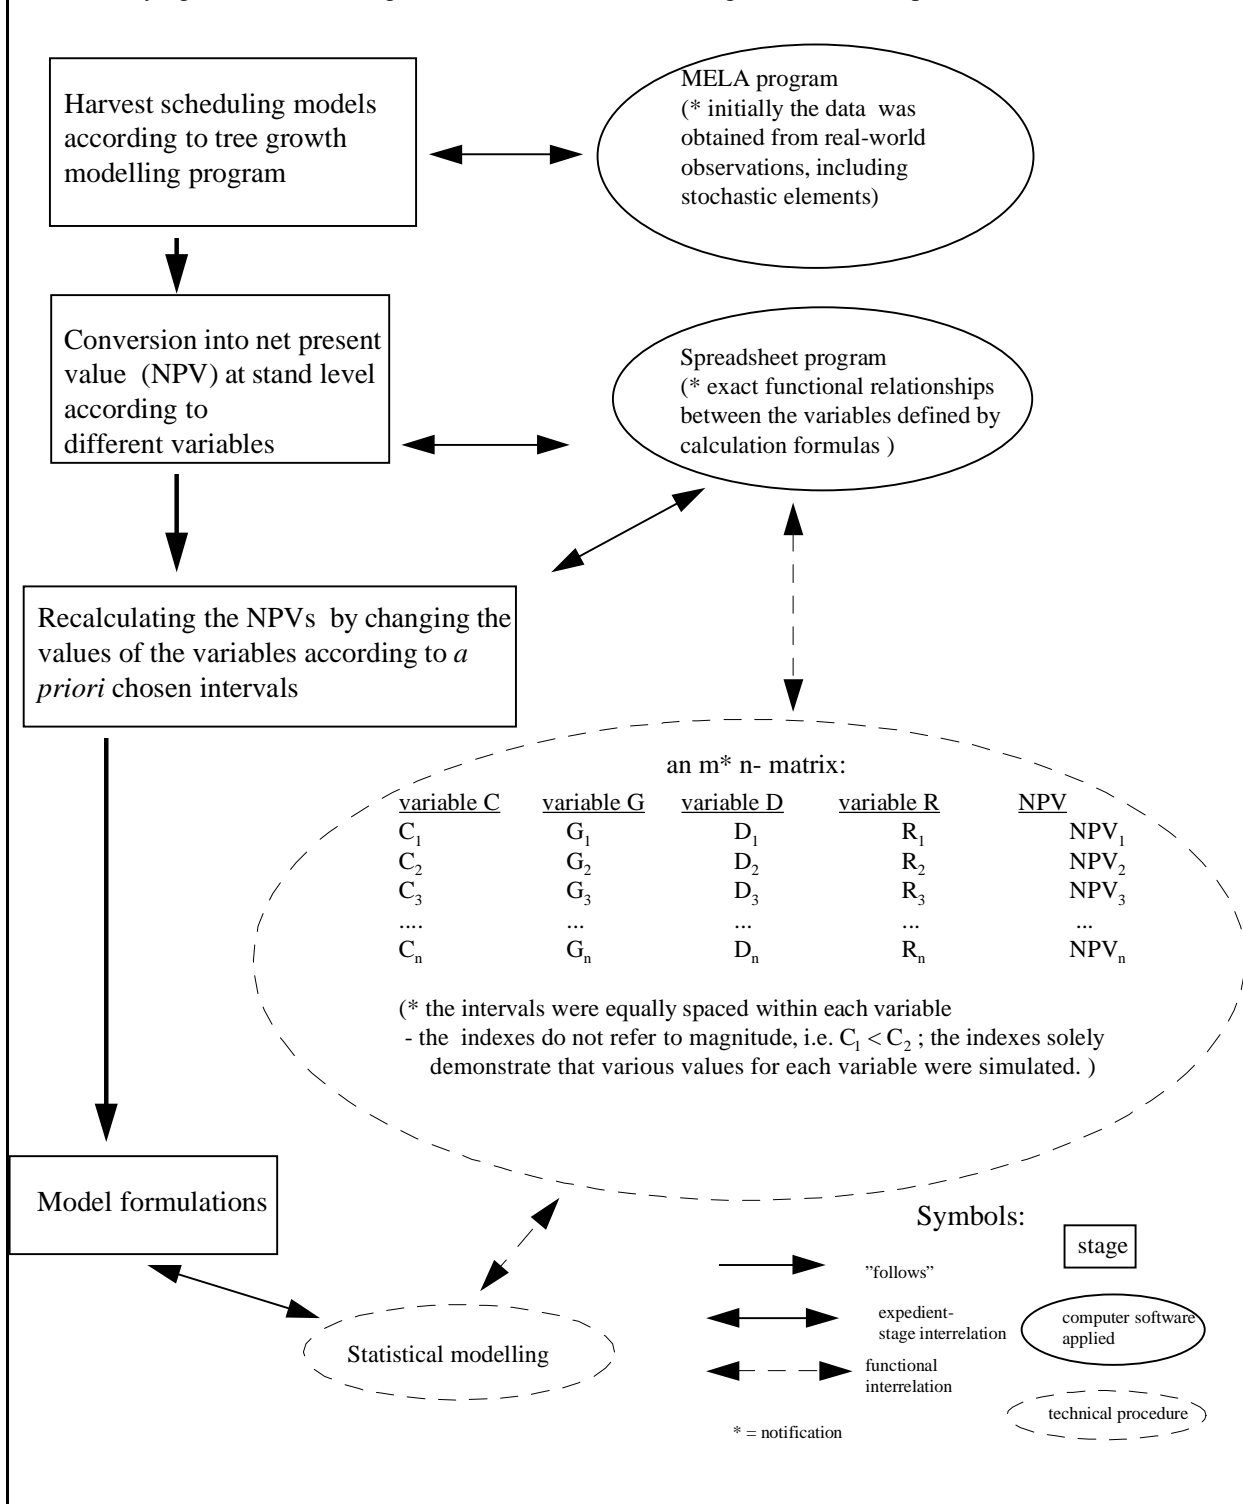 Harvest scheduling models
according to tree growth
modelling program
MELA program
(* initially the data was
obtained from real-world
observations, including
stochastic elements)
Conversion into net present
value (NPV) at stand level
according to
different variables
Spreadsheet program
(* exact functional relationships
between the variables defined by
calculation formulas )
Recalculating the NPVs by changing the
values of the variables according to a
priori chosen intervals
an m* n- matrix:
variable C variable G variable D variable R NPV
C1 G1 D1 R1 NPV1
C2 G2 D2 R2 NPV2
C3 G3 D3 R3 NPV3
.... ... ... ... ...
Cn Gn Dn Rn NPVn
(* the intervals were equally spaced within each variable
- the indexes do not refer to magnitude, i.e. C1 < C2 ; the indexes solely
demonstrate that various values for each variable were simulated. )
Model formulations
Statistical modelling
Symbols:
stage
"follows"
expedient-
stage interrelation
computer software
applied
functional
interrelation
technical procedure
* = notification